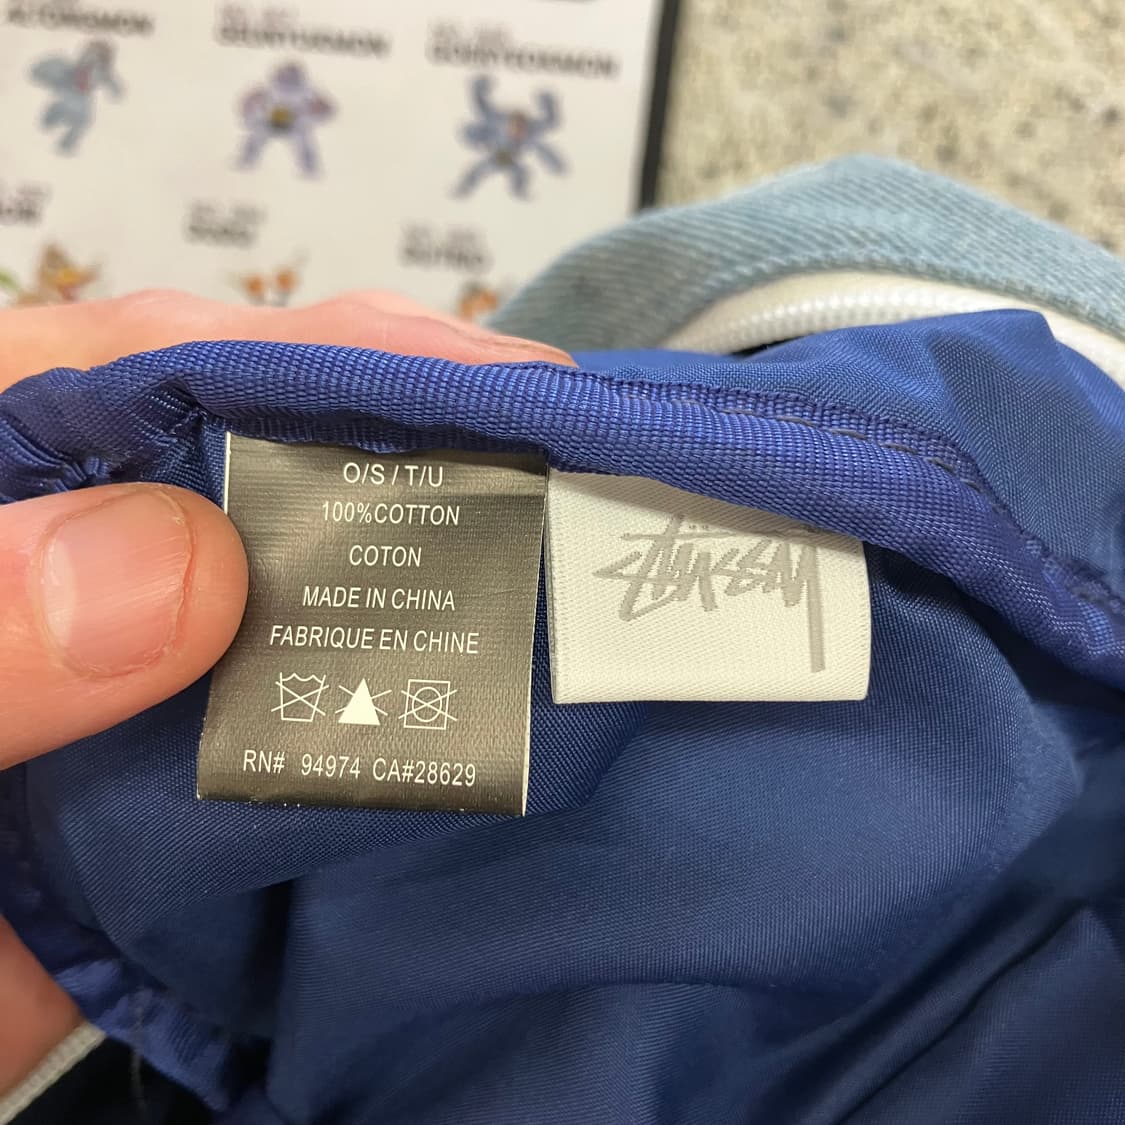 O/S / T/U
100%COTTON
COTON
MADE IN CHINA
FABRIQUE EN CHINE
RN# 94974 CA#28629
STÜSSY